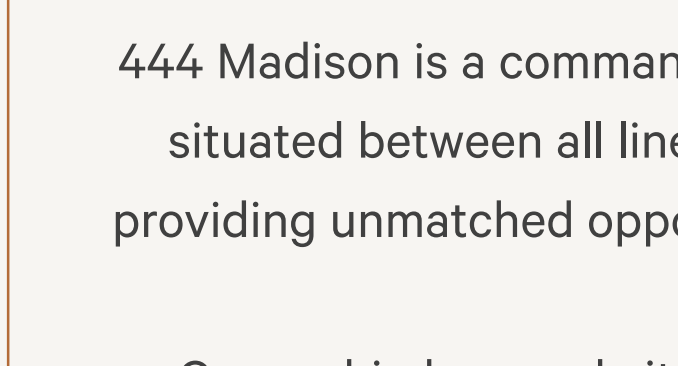 444 Madison is a comman
situated between all line
providing unmatched oppo